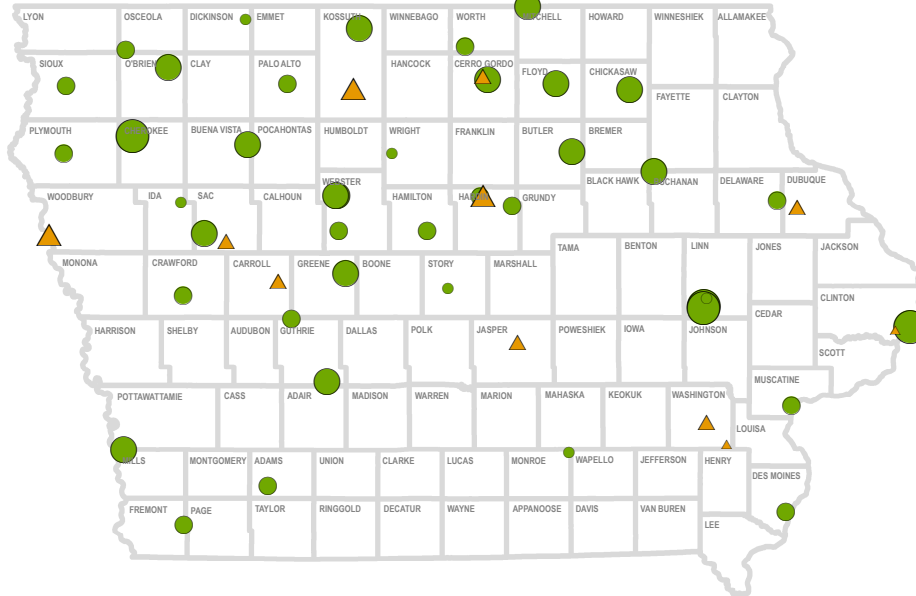 LYON OSCEOLA DICKINSON EMMET KOSSUTH WINNEBAGO WORTH MITCHELL HOWARD WINNESHIEK ALLAMAKEE
SIOUX O'BRIEN CLAY PALO ALTO HANCOCK CERRO GORDO FLOYD CHICKASAW
FAYETTE CLAYTON
PLYMOUTH CHEROKEE BUENA VISTA POCAHONTAS HUMBOLDT WRIGHT FRANKLIN BUTLER BREMER
WEBSTER BLACK HAWK BUCHANAN DELAWARE DUBUQUE
WOODBURY IDA SAC CALHOUN HAMILTON HARDIN GRUNDY
TAMA BENTON LINN JONES JACKSON
MONONA CRAWFORD CARROLL GREENE BOONE STORY MARSHALL
CLINTON
CEDAR
HARRISON SHELBY AUDUBON GUTHRIE DALLAS POLK JASPER POWESHIEK IOWA JOHNSON
SCOTT
MUSCATINE
POTTAWATTAMIE CASS ADAIR MADISON WARREN MARION MAHASKA KEOKUK WASHINGTON
LOUISA
MILLS MONTGOMERY ADAMS UNION CLARKE LUCAS MONROE WAPELLO JEFFERSON HENRY
DES MOINES
FREMONT PAGE TAYLOR RINGGOLD DECATUR WAYNE APPANOOSE DAVIS VAN BUREN
LEE